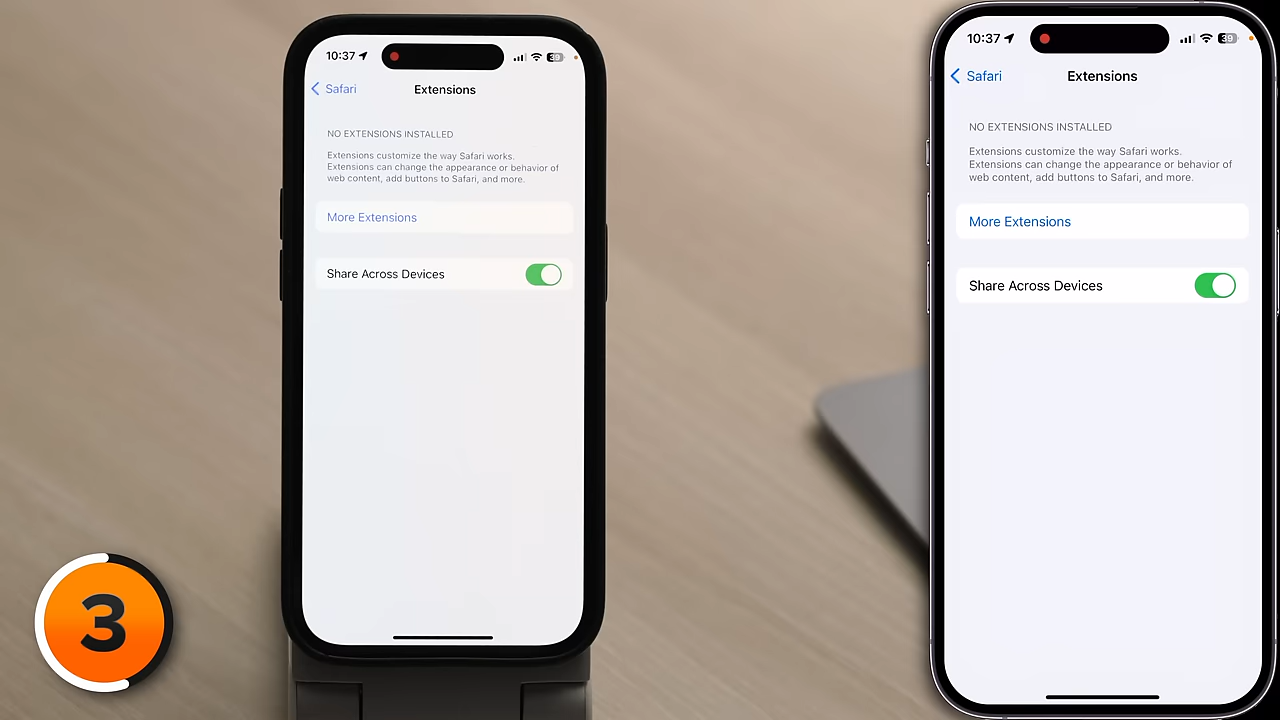 10:37
39
Safari
Extensions
NO EXTENSIONS INSTALLED
Extensions customize the way Safari works.
Extensions can change the appearance or behavior of
web content, add buttons to Safari, and more.
More Extensions
Share Across Devices
3
10:37
39
Safari
Extensions
NO EXTENSIONS INSTALLED
Extensions customize the way Safari works.
Extensions can change the appearance or behavior of
web content, add buttons to Safari, and more.
More Extensions
Share Across Devices